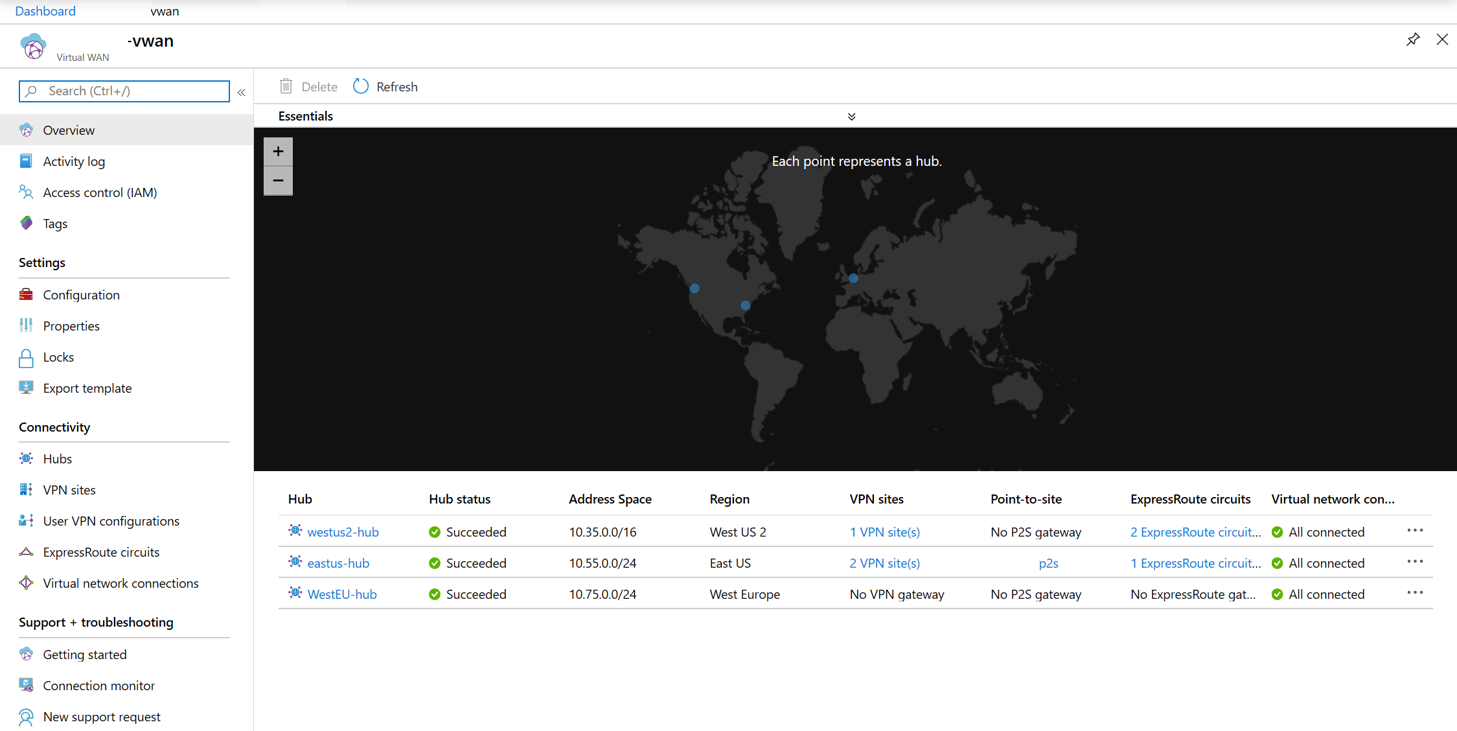 Dashboard vwan
-vwan
Virtual WAN
Search (Ctrl+/) «
Delete Refresh
Essentials
Overview
Activity log
Access control (IAM)
Tags
Settings
Configuration
Properties
Locks
Export template
Connectivity
Hubs
VPN sites
User VPN configurations
ExpressRoute circuits
Virtual network connections
Support + troubleshooting
Getting started
Connection monitor
New support request
+
−
Each point represents a hub.
Hub Hub status Address Space Region VPN sites Point-to-site ExpressRoute circuits Virtual network con...
westus2-hub Succeeded 10.35.0.0/16 West US 2 1 VPN site(s) No P2S gateway 2 ExpressRoute circuit... All connected ...
eastus-hub Succeeded 10.55.0.0/24 East US 2 VPN site(s) p2s 1 ExpressRoute circuit... All connected ...
WestEU-hub Succeeded 10.75.0.0/24 West Europe No VPN gateway No P2S gateway No ExpressRoute gat... All connected ...